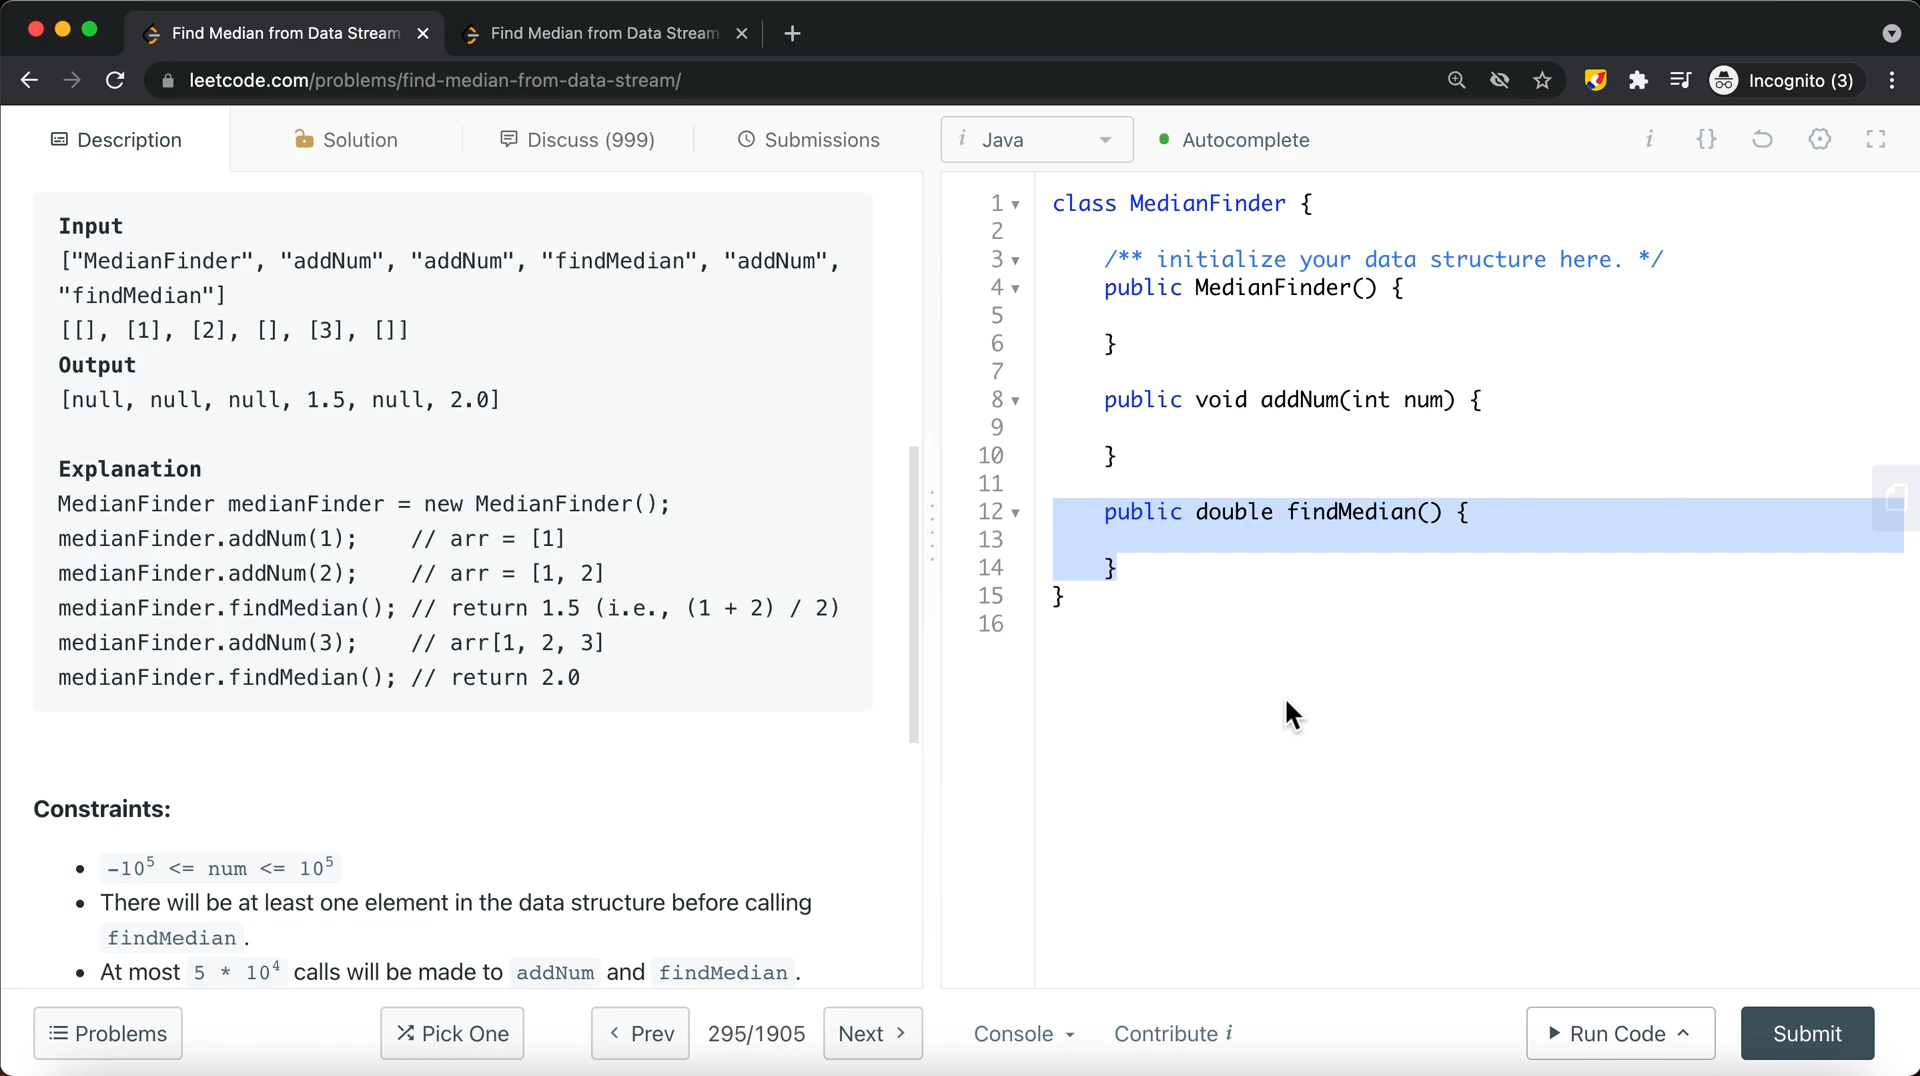 Find Median from Data Stream
Find Median from Data Stream
leetcode.com/problems/find-median-from-data-stream/
Incognito (3)
Description
Solution
Discuss (999)
Submissions
i Java
Autocomplete
i {}
Input
["MedianFinder", "addNum", "addNum", "findMedian", "addNum",
"findMedian"]
[[], [1], [2], [], [3], []]
Output
[null, null, null, 1.5, null, 2.0]
Explanation
MedianFinder medianFinder = new MedianFinder();
medianFinder.addNum(1);    // arr = [1]
medianFinder.addNum(2);    // arr = [1, 2]
medianFinder.findMedian(); // return 1.5 (i.e., (1 + 2) / 2)
medianFinder.addNum(3);    // arr[1, 2, 3]
medianFinder.findMedian(); // return 2.0
Constraints:
-10⁵ <= num <= 10⁵
There will be at least one element in the data structure before calling
findMedian.
At most 5 * 10⁴ calls will be made to addNum and findMedian.
1 class MedianFinder {
2
3     /** initialize your data structure here. */
4     public MedianFinder() {
5
6     }
7
8     public void addNum(int num) {
9
10     }
11
12     public double findMedian() {
13
14     }
15 }
16
Problems
Pick One
< Prev
295/1905
Next >
Console
Contribute i
Run Code
Submit